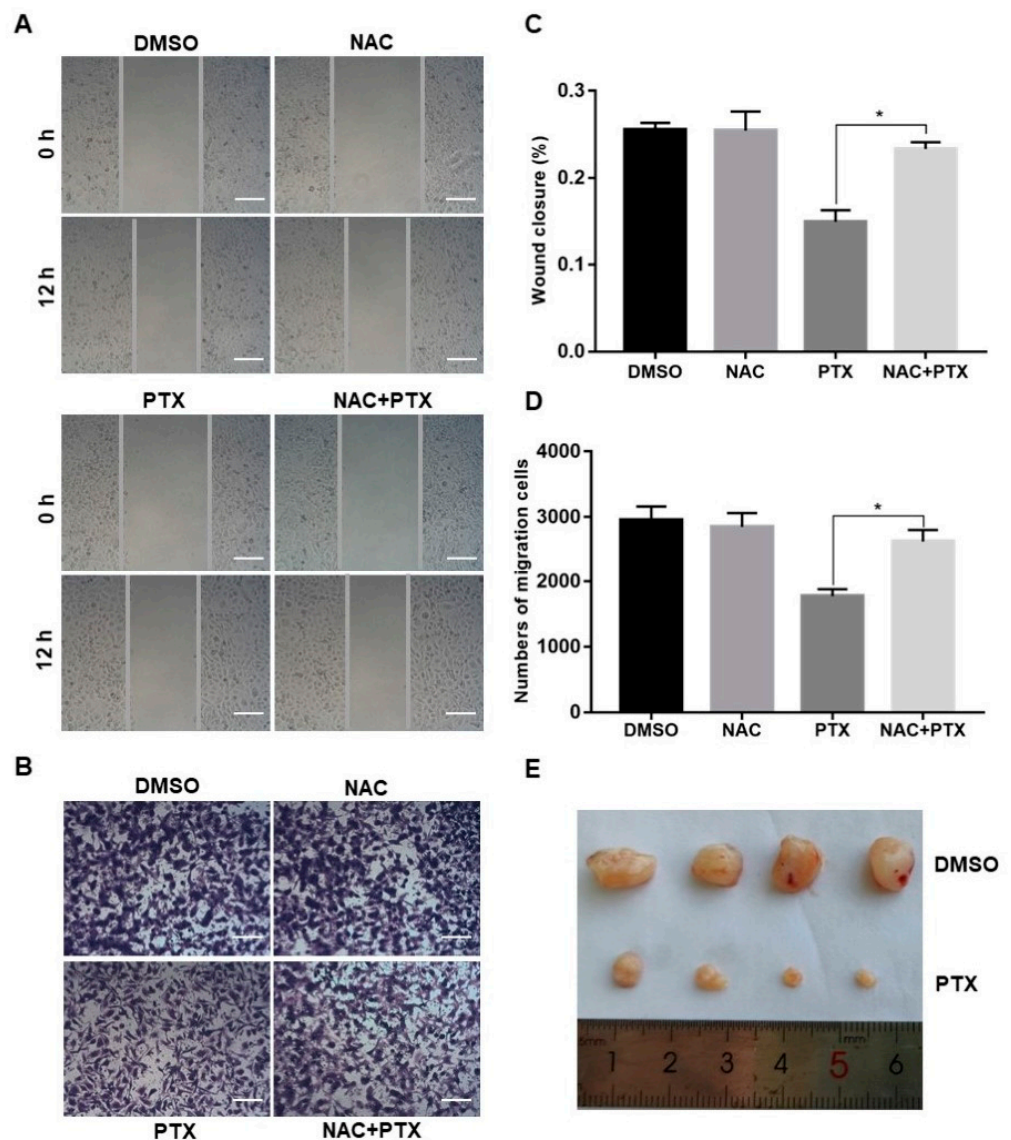 A
DMSO
NAC
0 h
12 h
PTX
NAC+PTX
0 h
12 h
B
DMSO
NAC
PTX
NAC+PTX
C
Wound closure (%)
0.3
0.2
0.1
0.0
*
DMSO
NAC
PTX
NAC+PTX
D
Numbers of migration cells
4000
3000
2000
1000
0
*
DMSO
NAC
PTX
NAC+PTX
E
DMSO
PTX
1mm
1 2 3 4 5 6